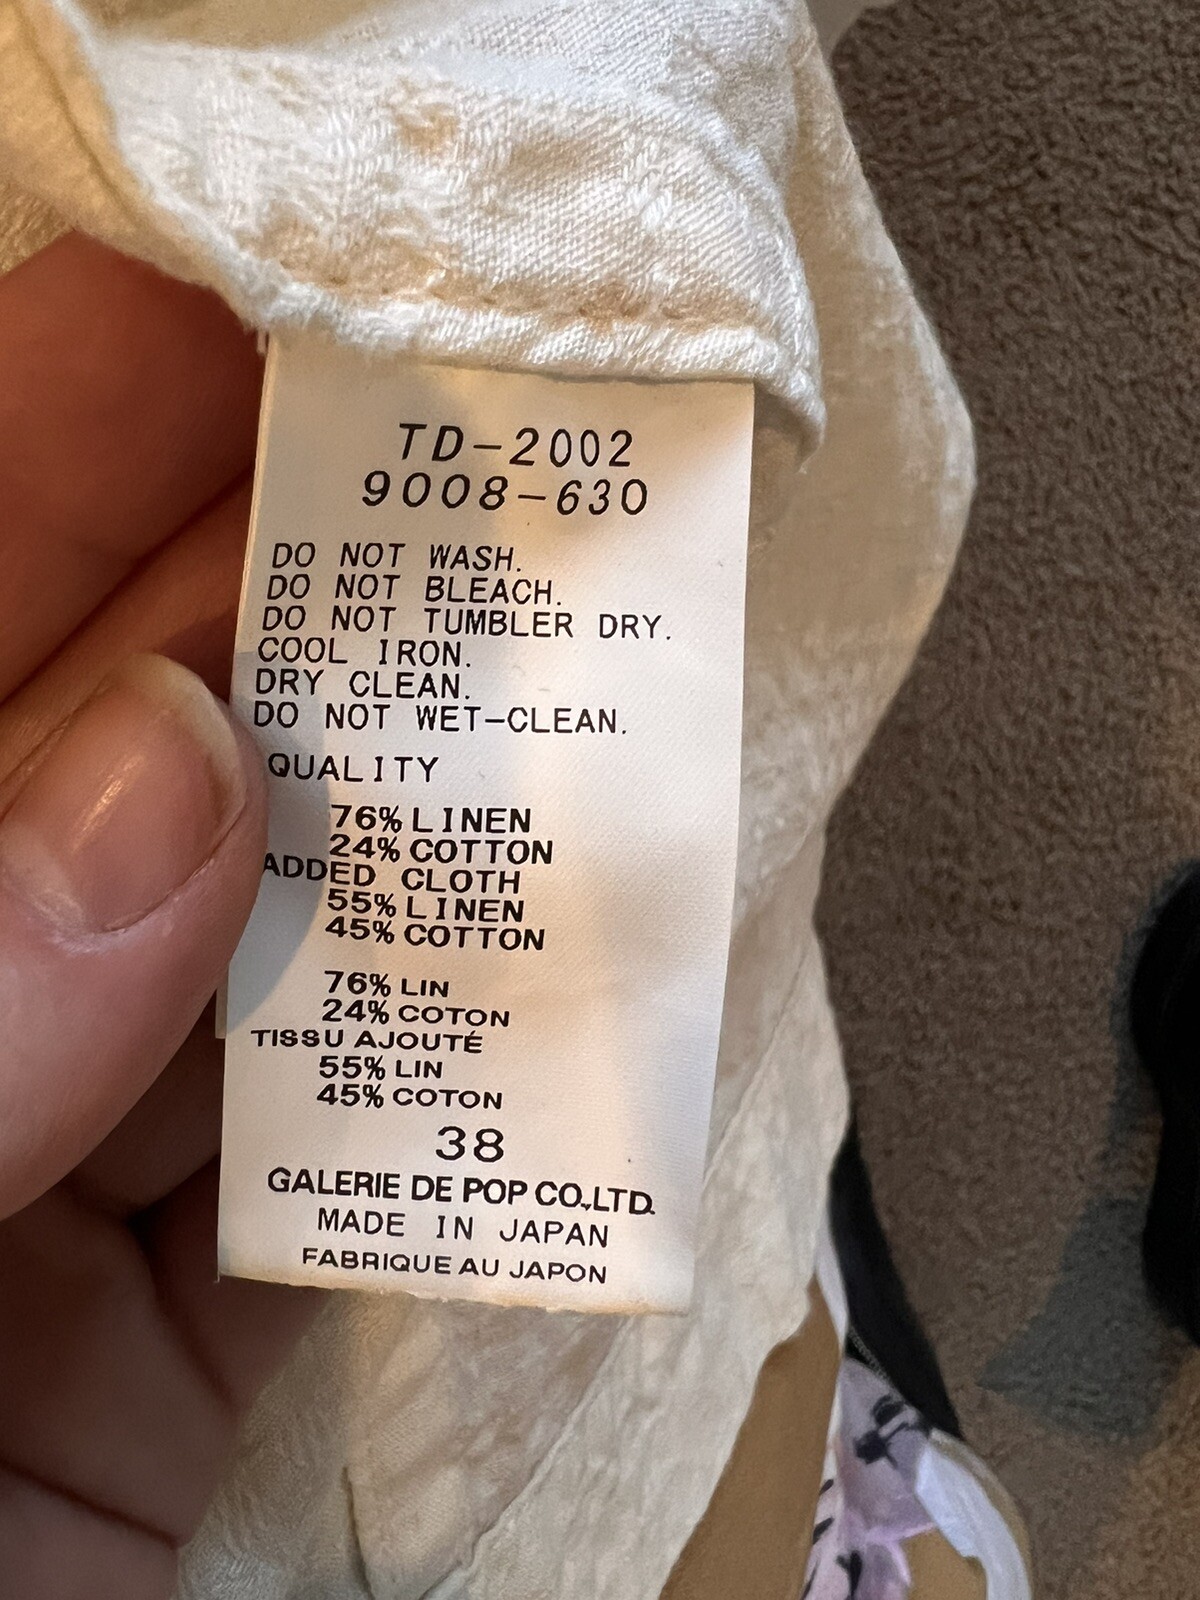 TD-2002
9008-630
DO NOT WASH.
DO NOT BLEACH.
DO NOT TUMBLER DRY.
COOL IRON.
DRY CLEAN.
DO NOT WET-CLEAN.
QUALITY
76% LINEN
24% COTTON
ADDED CLOTH
55% LINEN
45% COTTON
76% LIN
24% COTON
TISSU AJOUTÉ
55% LIN
45% COTON
38
GALERIE DE POP CO.,LTD.
MADE IN JAPAN
FABRIQUE AU JAPON